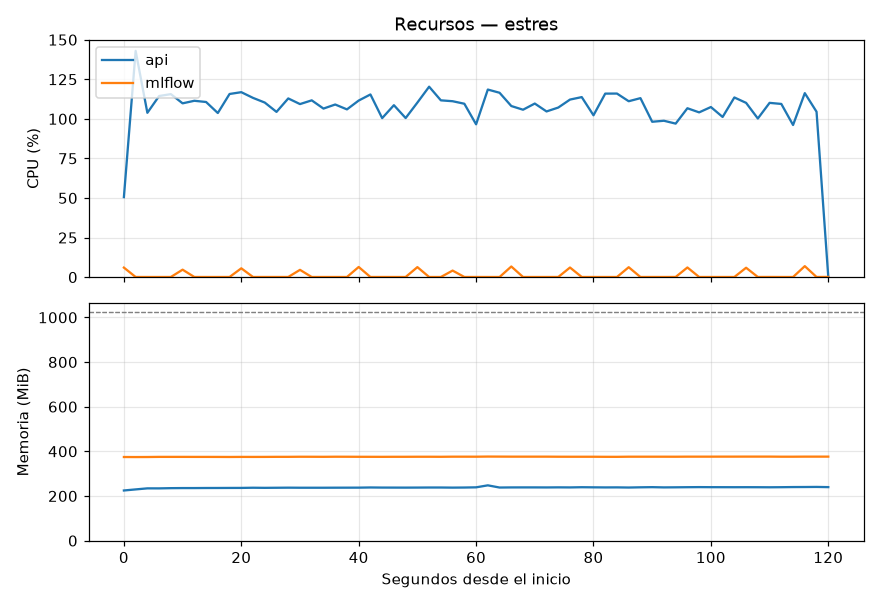 Recursos — estres
api
mlflow
CPU (%)
150
125
100
75
50
25
0
Memoria (MiB)
1000
800
600
400
200
0
0 20 40 60 80 100 120
Segundos desde el inicio